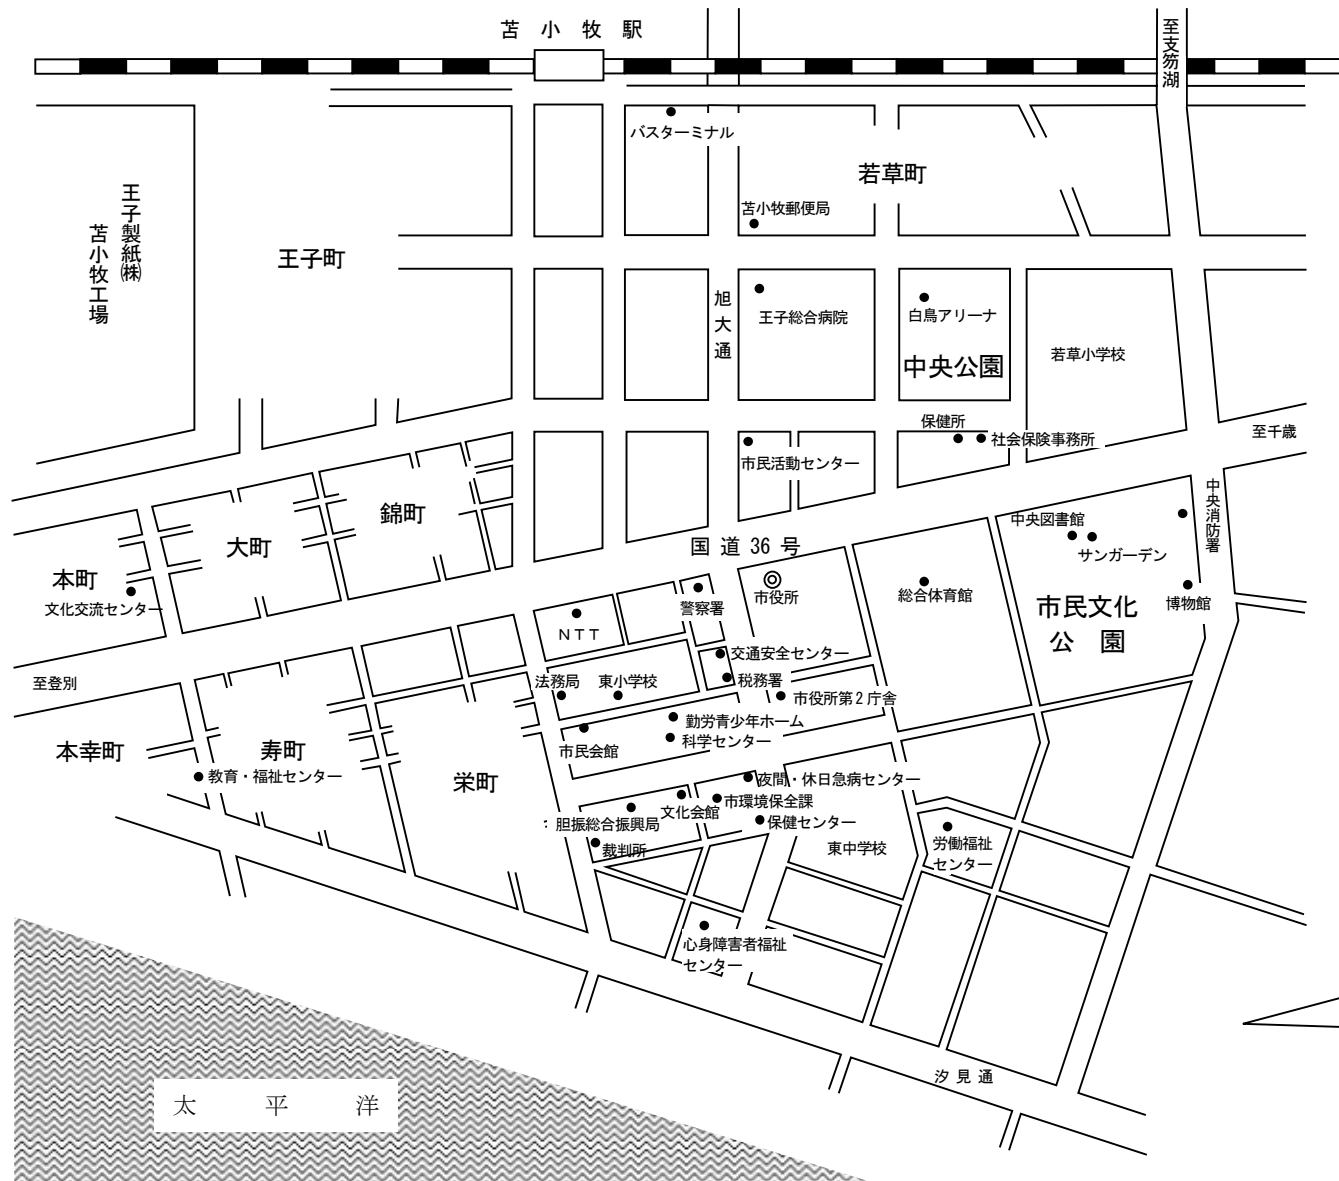 苫小牧駅
至支笏湖
バスターミナル
若草町
王子製紙㈱
苫小牧工場
苫小牧郵便局
王子町
旭大通
王子総合病院
白鳥アリーナ
中央公園
若草小学校
保健所
社会保険事務所
至千歳
市民活動センター
中央消防署
錦町
大町
国道36号
中央図書館
サンガーデン
本町
文化交流センター
警察署
市役所
総合体育館
市民文化
公園
博物館
NTT
交通安全センター
至登別
法務局
東小学校
税務署
市役所第2庁舎
勤労青少年ホーム
科学センター
市民会館
本幸町
寿町
教育・福祉センター
栄町
夜間・休日急病センター
文化会館
市環境保全課
胆振総合振興局
保健センター
裁判所
東中学校
労働福祉
センター
心身障害者福祉
センター
汐見通
太平洋